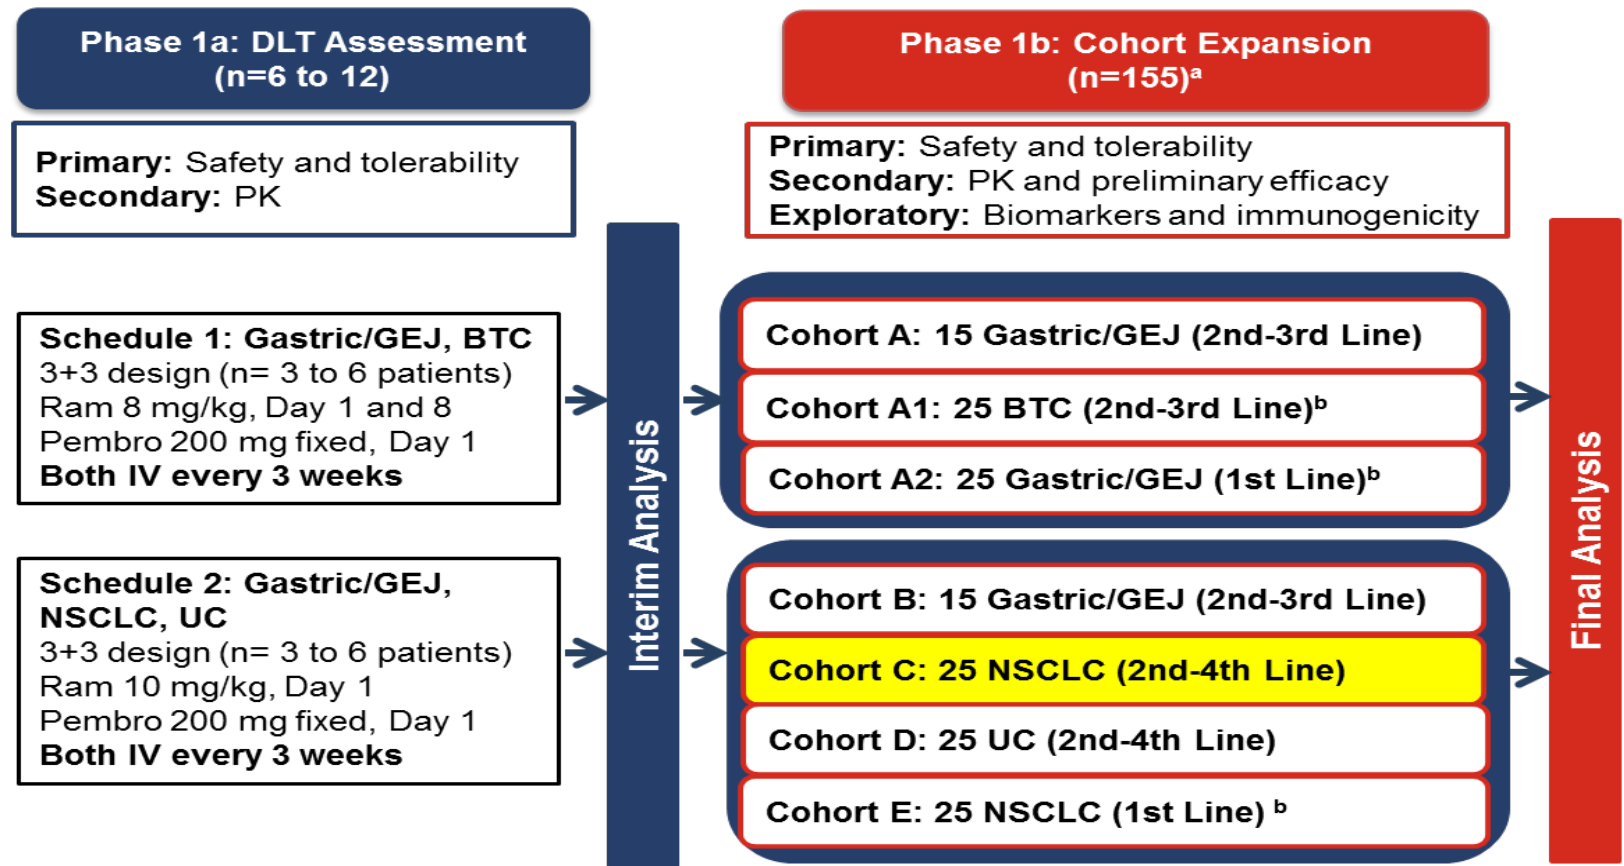 Phase 1a: DLT Assessment
(n=6 to 12)
Primary: Safety and tolerability
Secondary: PK
Schedule 1: Gastric/GEJ, BTC
3+3 design (n= 3 to 6 patients)
Ram 8 mg/kg, Day 1 and 8
Pembro 200 mg fixed, Day 1
Both IV every 3 weeks
Schedule 2: Gastric/GEJ,
NSCLC, UC
3+3 design (n= 3 to 6 patients)
Ram 10 mg/kg, Day 1
Pembro 200 mg fixed, Day 1
Both IV every 3 weeks
Interim Analysis
Phase 1b: Cohort Expansion
(n=155)ᵃ
Primary: Safety and tolerability
Secondary: PK and preliminary efficacy
Exploratory: Biomarkers and immunogenicity
Cohort A: 15 Gastric/GEJ (2nd-3rd Line)
Cohort A1: 25 BTC (2nd-3rd Line)ᵇ
Cohort A2: 25 Gastric/GEJ (1st Line)ᵇ
Cohort B: 15 Gastric/GEJ (2nd-3rd Line)
Cohort C: 25 NSCLC (2nd-4th Line)
Cohort D: 25 UC (2nd-4th Line)
Cohort E: 25 NSCLC (1st Line) ᵇ
Final Analysis